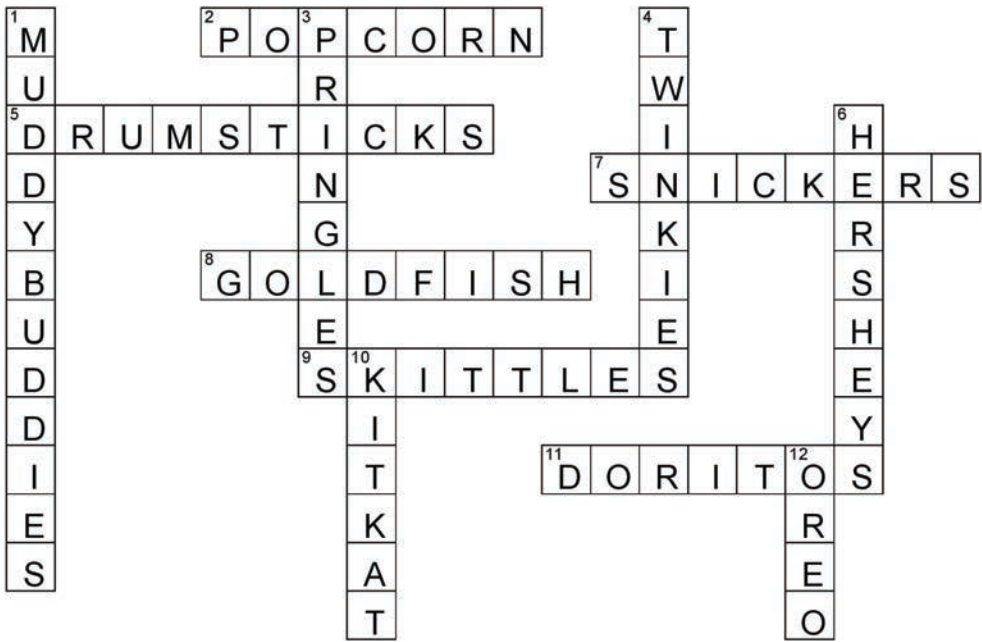 1 MUDDYBUDDIES
2 POPCORN
3 PRINGLES
4 TWINKIES
5 DRUMSTICKS
6 HERSHEYS
7 SNICKERS
8 GOLDFISH
9 SKITTLES
10 KITKAT
11 DORITOS
12 OREO